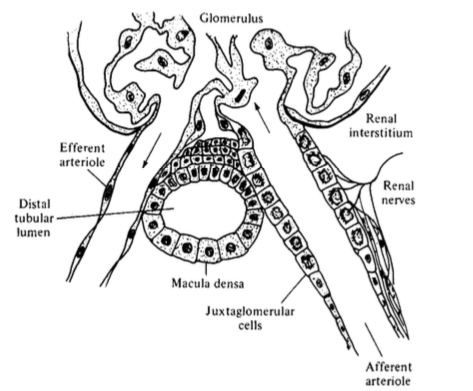 Glomerulus
Renal
interstitium
Efferent
arteriole
Renal
nerves
Distal
tubular
lumen
Macula densa
Juxtaglomerular
cells
Afferent
arteriole